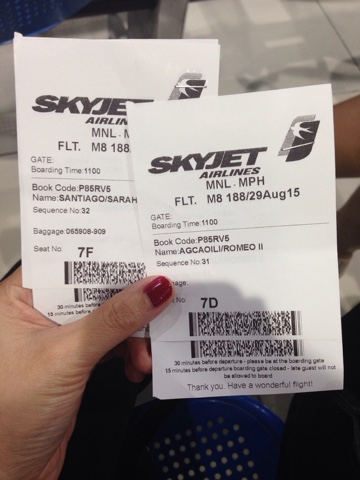 SKYJET
AIRLINES
MNL - M
FLT. M8 188
GATE:
Boarding Time:1100
Book Code:P85RV5
Name:SANTIAGO/SARAH
Sequence No:32
Baggage:065908-909
Seat No: 7F
30 minutes
15 minutes before
SKYJET
AIRLINES
MNL - MPH
FLT. M8 188/29Aug15
GATE:
Boarding Time:1100
Book Code:P85RV5
Name:AGCAOILI/ROMEO II
Sequence No:31
No: 7D
30 minutes before departure - please be at the boarding gate
15 minutes before departure boarding gate closed - late guest will not
be allowed to board
Thank you. Have a wonderful flight!